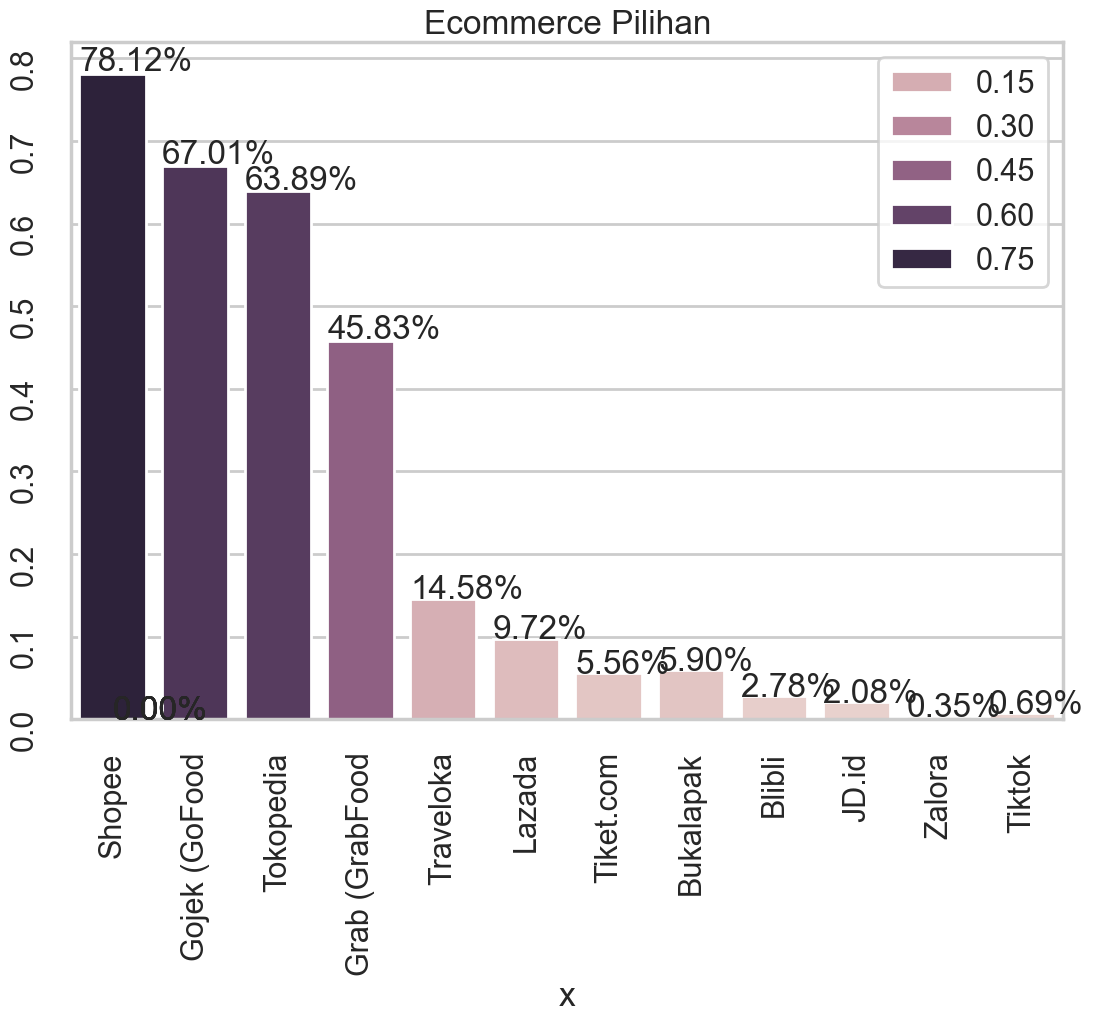 Ecommerce Pilihan
0.8
0.7
0.6
0.5
0.4
0.3
0.2
0.1
0.0
78.12%
67.01%
63.89%
45.83%
14.58%
9.72%
5.56%
5.90%
2.78%
2.08%
0.35%
0.69%
0.00%
0.15
0.30
0.45
0.60
0.75
Shopee
Gojek (GoFood
Tokopedia
Grab (GrabFood
Traveloka
Lazada
Tiket.com
Bukalapak
Blibli
JD.id
Zalora
Tiktok
x